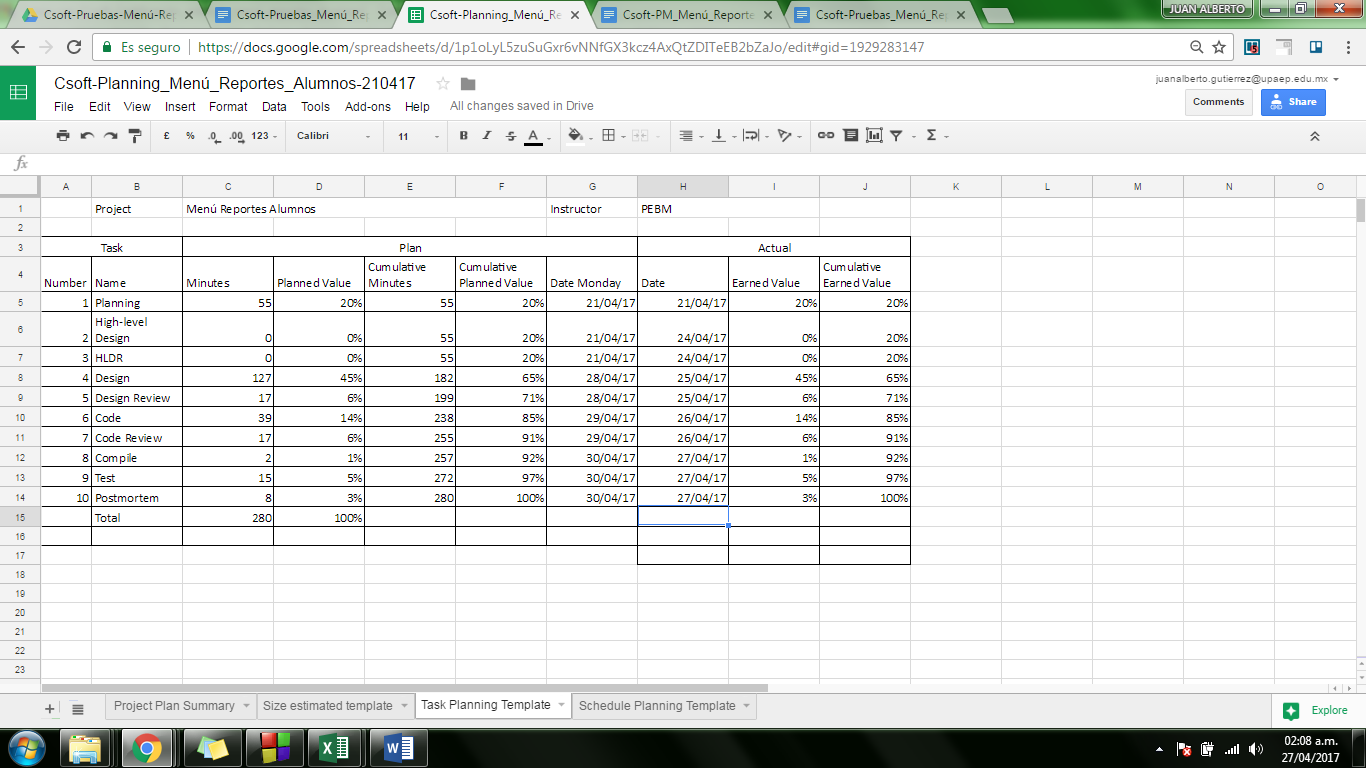 Csoft-Pruebas-Menú-Rep
Csoft-Pruebas_Menú_Re
Csoft-Planning_Menú_Re
Csoft-PM_Menú_Reporte
Csoft-Pruebas_Menú_Re
JUAN ALBERTO
Es seguro https://docs.google.com/spreadsheets/d/1p1oLyL5zuSuGxr6vNNfGX3kcz4AxQtZDITeEB2bZaJo/edit#gid=1929283147
Csoft-Planning_Menú_Reportes_Alumnos-210417
juanalberto.gutierrez@upaep.edu.mx
File Edit View Insert Format Data Tools Add-ons Help All changes saved in Drive
Comments Share
£ % .0 .00 123 Calibri 11 B I S A Σ
fx
A B C D E F G H I J K L M N O
1 Project Menú Reportes Alumnos Instructor PEBM
2
3 Task Plan Actual
4 Number Name Minutes Planned Value Cumulative Minutes Cumulative Planned Value Date Monday Date Earned Value Cumulative Earned Value
5 1 Planning 55 20% 55 20% 21/04/17 21/04/17 20% 20%
6 2 High-level Design 0 0% 55 20% 21/04/17 24/04/17 0% 20%
7 3 HLDR 0 0% 55 20% 21/04/17 24/04/17 0% 20%
8 4 Design 127 45% 182 65% 28/04/17 25/04/17 45% 65%
9 5 Design Review 17 6% 199 71% 28/04/17 25/04/17 6% 71%
10 6 Code 39 14% 238 85% 29/04/17 26/04/17 14% 85%
11 7 Code Review 17 6% 255 91% 29/04/17 26/04/17 6% 91%
12 8 Compile 2 1% 257 92% 30/04/17 27/04/17 1% 92%
13 9 Test 15 5% 272 97% 30/04/17 27/04/17 5% 97%
14 10 Postmortem 8 3% 280 100% 30/04/17 27/04/17 3% 100%
15 Total 280 100%
16
17
18
19
20
21
22
23
Project Plan Summary Size estimated template Task Planning Template Schedule Planning Template
Explore
02:08 a.m.
27/04/2017